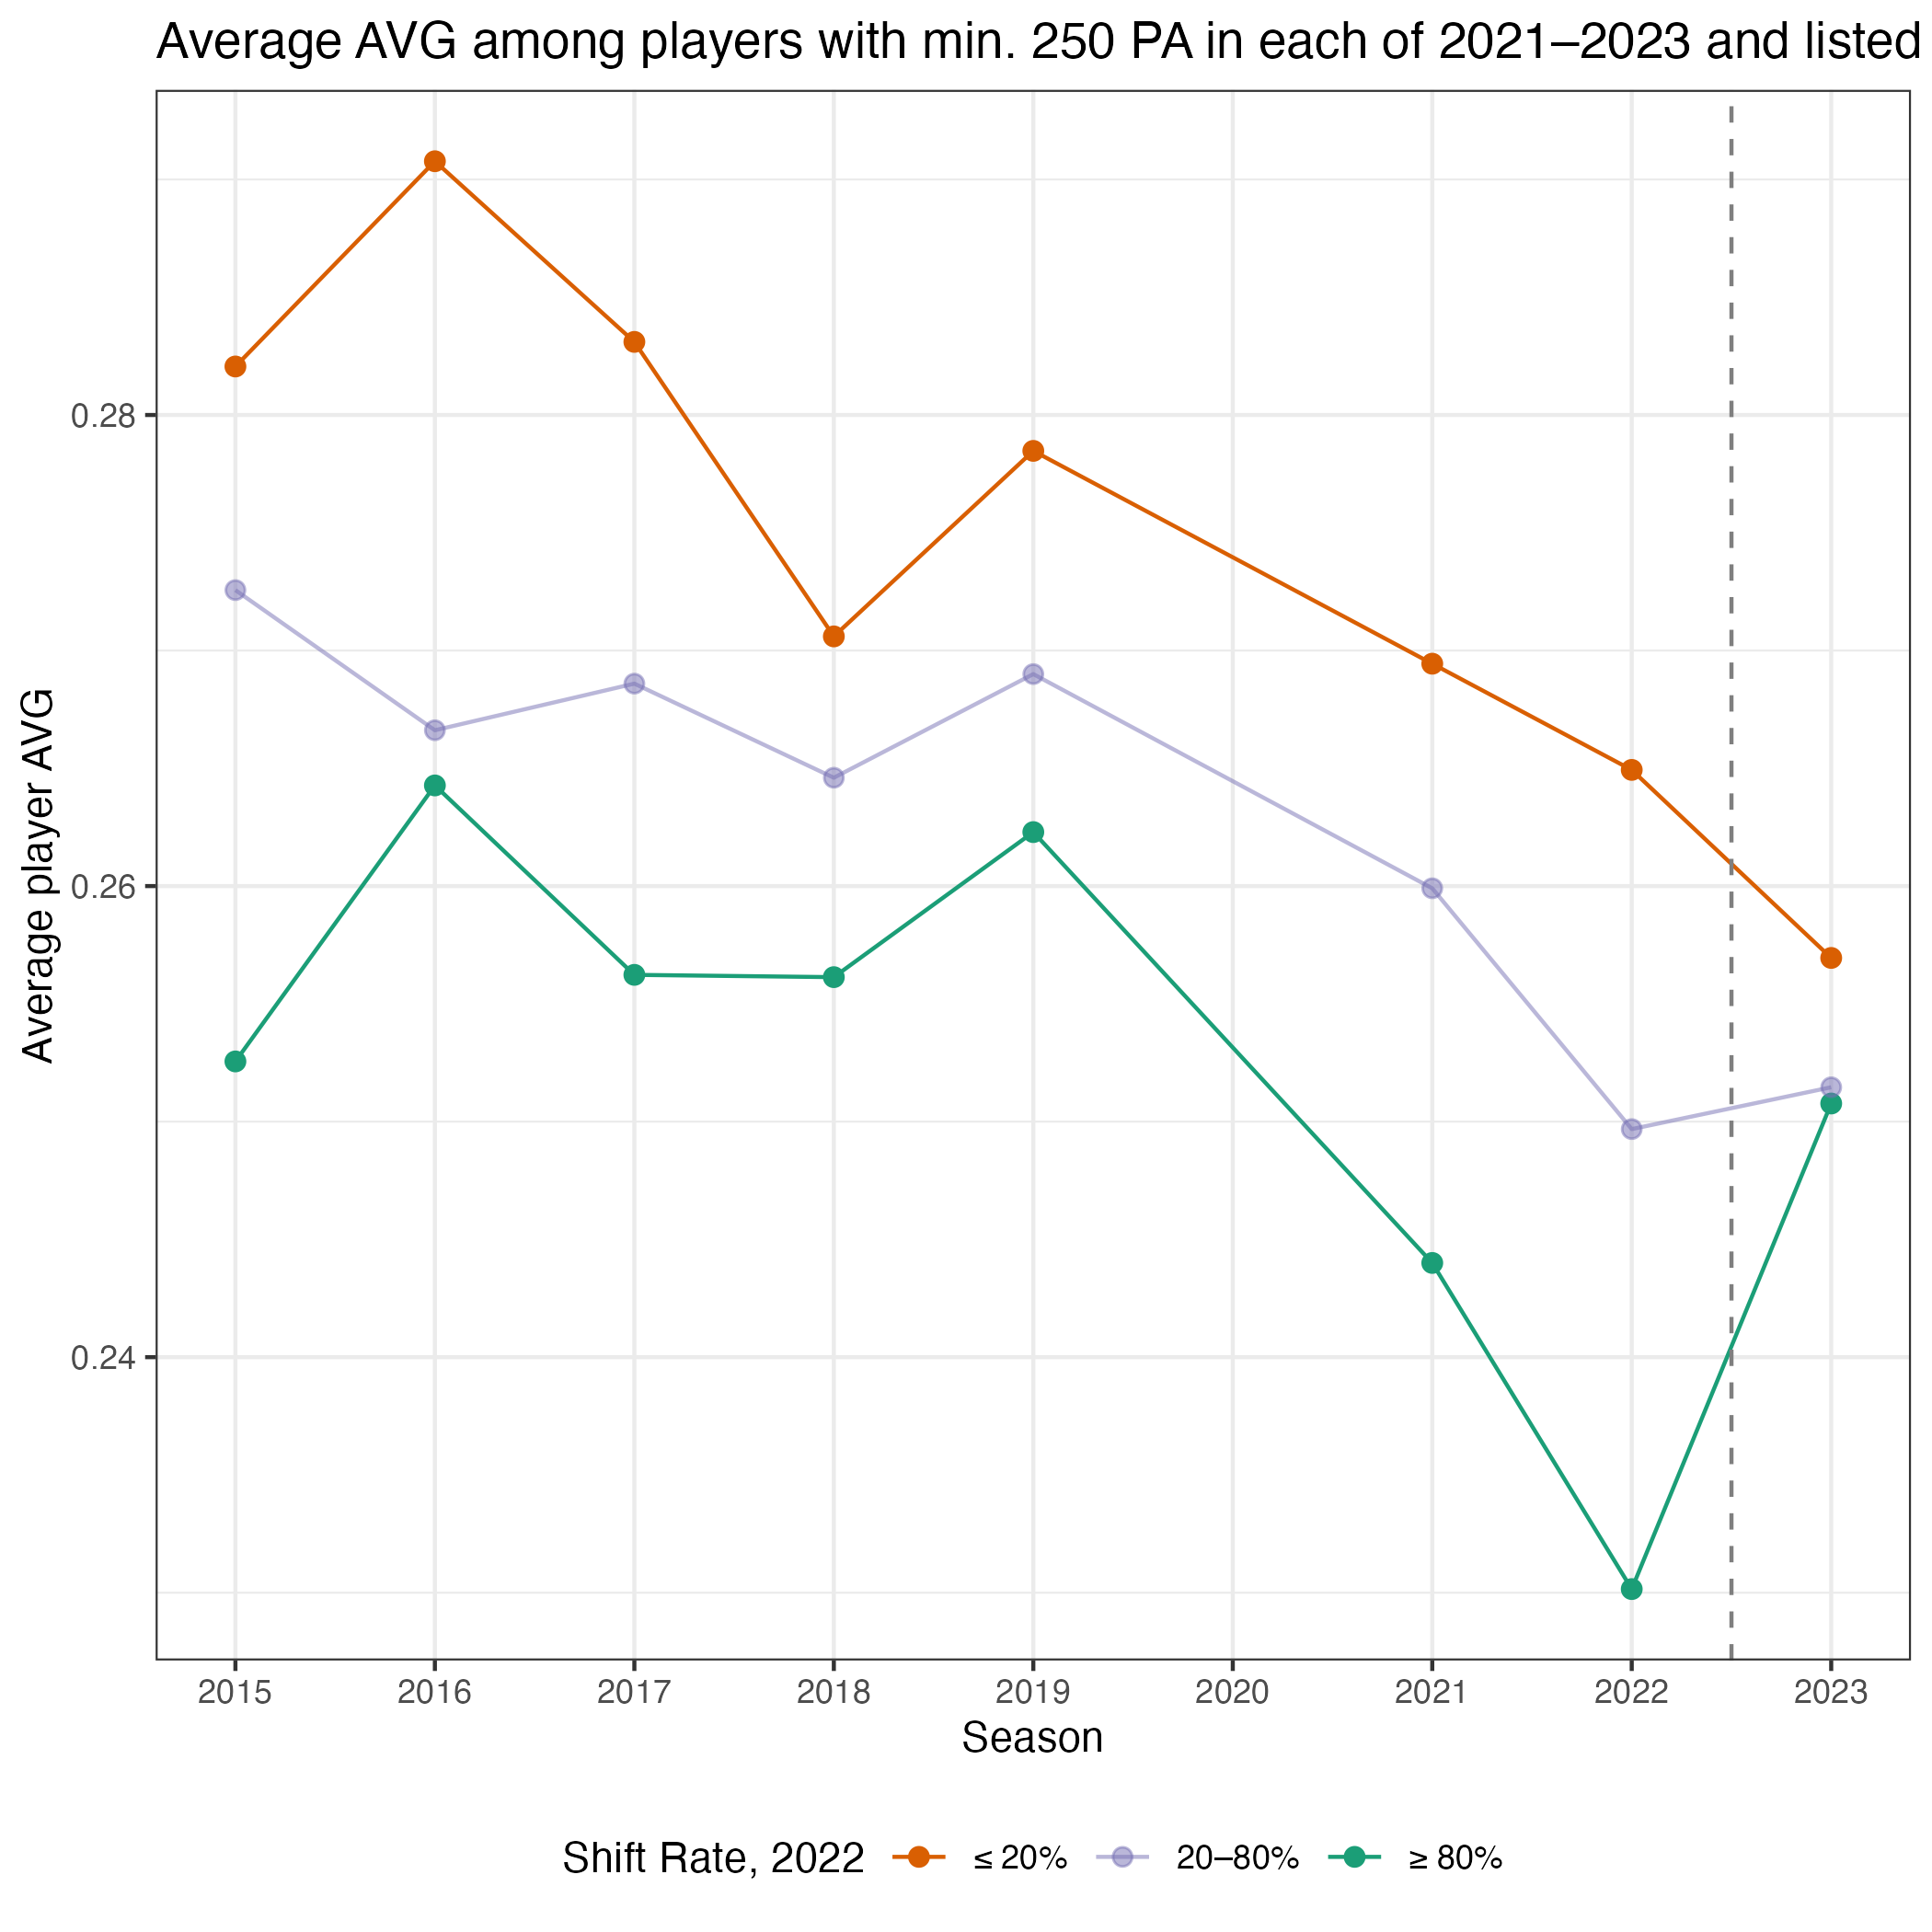 Average AVG among players with min. 250 PA in each of 2021–2023 and listed
Average player AVG
0.28
0.26
0.24
2015 2016 2017 2018 2019 2020 2021 2022 2023
Season
Shift Rate, 2022 ≤ 20% 20–80% ≥ 80%